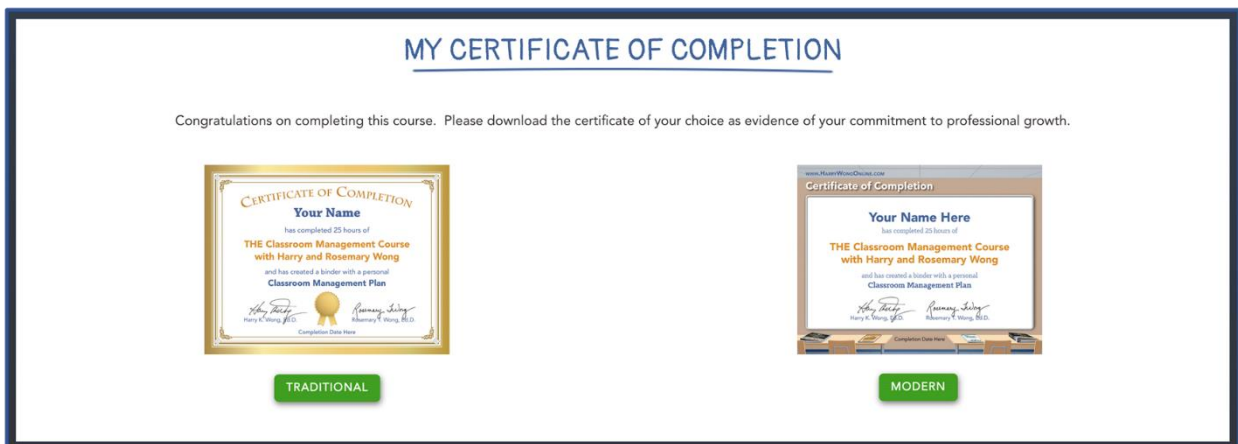 MY CERTIFICATE OF COMPLETION
Congratulations on completing this course. Please download the certificate of your choice as evidence of your commitment to professional growth.
CERTIFICATE OF COMPLETION
Your Name
has completed 25 hours of
THE Classroom Management Course
with Harry and Rosemary Wong
and has created a binder with a personal
Classroom Management Plan
Harry K. Wong, Ed.D.
Rosemary T. Wong, Ed.D.
Completion Date Here
TRADITIONAL
www.HarryWongOnline.com
Certificate of Completion
Your Name Here
has completed 25 hours of
THE Classroom Management Course
with Harry and Rosemary Wong
and has created a binder with a personal
Classroom Management Plan
Harry K. Wong, Ed.D.
Rosemary T. Wong, Ed.D.
Completion Date Here
MODERN